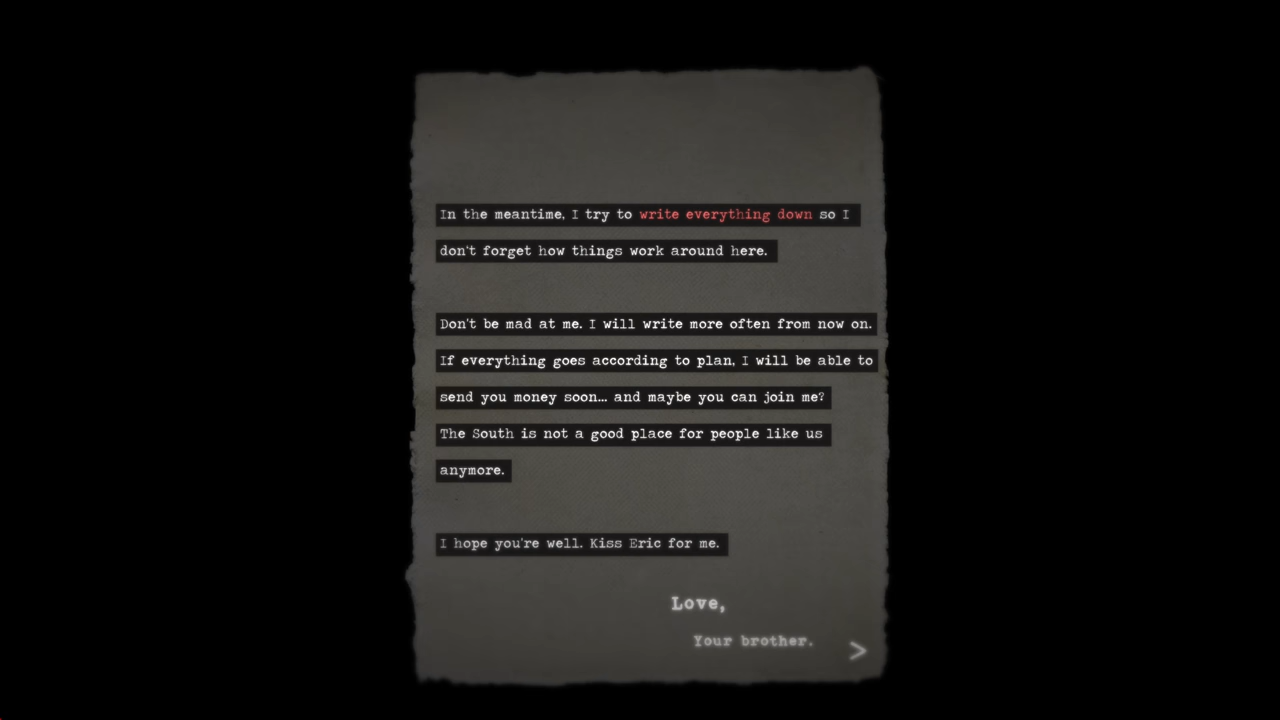 In the meantime, I try to write everything down so I
don't forget how things work around here.
Don't be mad at me. I will write more often from now on.
If everything goes according to plan, I will be able to
send you money soon... and maybe you can join me?
The South is not a good place for people like us
anymore.
I hope you're well. Kiss Eric for me.
Love,
Your brother.
>